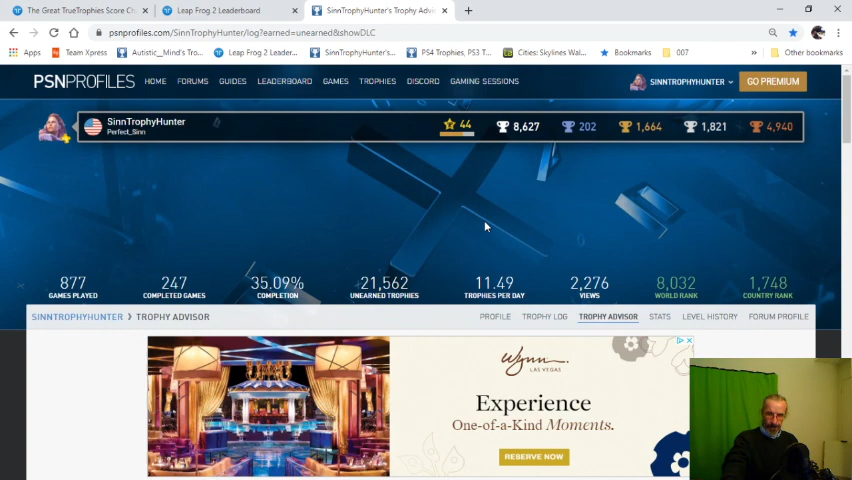 The Great TrueTrophies Score Ch
Leap Frog 2 Leaderboard
SinnTrophyHunter's Trophy Advis
psnprofiles.com/SinnTrophyHunter/log?earned=unearned&showDLC
Apps
Team Xpress
Autistic__Mind's Tro...
Leap Frog 2 Leader...
SinnTrophyHunter's...
PS4 Trophies, PS3 T...
Cities: Skylines Wal...
Bookmarks
007
»
Other bookmarks
PSNPROFILES
HOME
FORUMS
GUIDES
LEADERBOARD
GAMES
TROPHIES
DISCORD
GAMING SESSIONS
SINNTROPHYHUNTER
GO PREMIUM
SinnTrophyHunter
Perfect_Sinn
44
8,627
202
1,664
1,821
4,940
877
GAMES PLAYED
247
COMPLETED GAMES
35.09%
COMPLETION
21,562
UNEARNED TROPHIES
11.49
TROPHIES PER DAY
2,276
VIEWS
8,032
WORLD RANK
1,748
COUNTRY RANK
SINNTROPHYHUNTER › TROPHY ADVISOR
PROFILE
TROPHY LOG
TROPHY ADVISOR
STATS
LEVEL HISTORY
FORUM PROFILE
Wynn
LAS VEGAS
Experience
One-of-a-Kind Moments.
RESERVE NOW